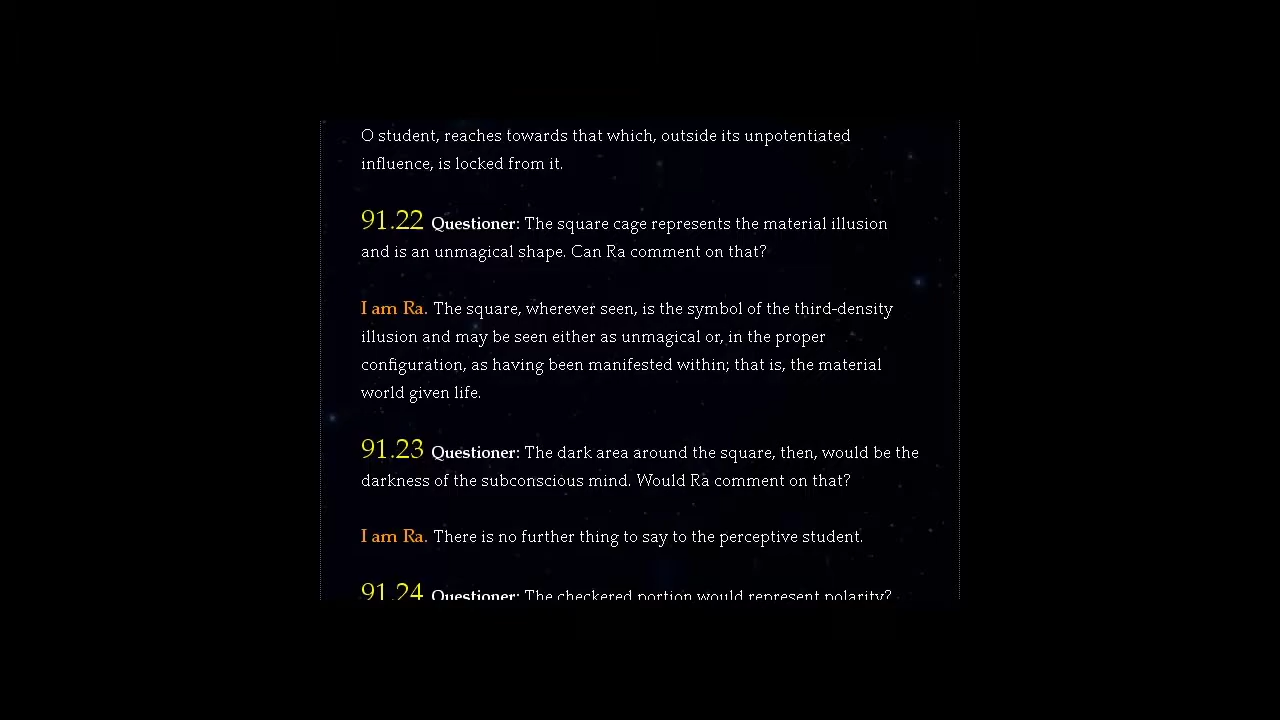 O student, reaches towards that which, outside its unpotentiated
influence, is locked from it.
91.22 Questioner: The square cage represents the material illusion
and is an unmagical shape. Can Ra comment on that?
I am Ra. The square, wherever seen, is the symbol of the third-density
illusion and may be seen either as unmagical or, in the proper
configuration, as having been manifested within; that is, the material
world given life.
91.23 Questioner: The dark area around the square, then, would be the
darkness of the subconscious mind. Would Ra comment on that?
I am Ra. There is no further thing to say to the perceptive student.
91.24 Questioner: The checkered portion would represent polarity?